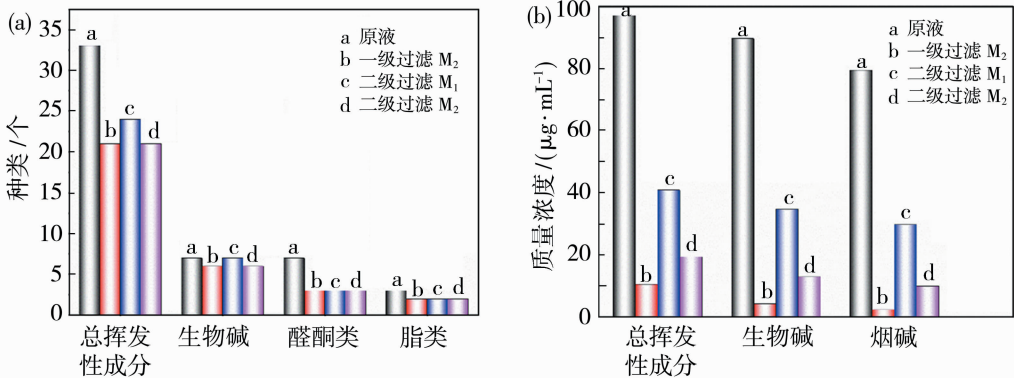 (a)
35
30
25
20
15
10
5
0
种类/个
a 原液
b 一级过滤 M₂
c 二级过滤 M₁
d 二级过滤 M₂
a
b
c
d
a
b
c
d
a
b
c
d
a
b
c
d
总挥发
性成分
生物碱
醛酮类
脂类
(b)
100
80
60
40
20
0
质量浓度/(μg·mL⁻¹)
a 原液
b 一级过滤 M₂
c 二级过滤 M₁
d 二级过滤 M₂
a
b
c
d
a
b
c
d
a
b
c
d
总挥发
性成分
生物碱
烟碱